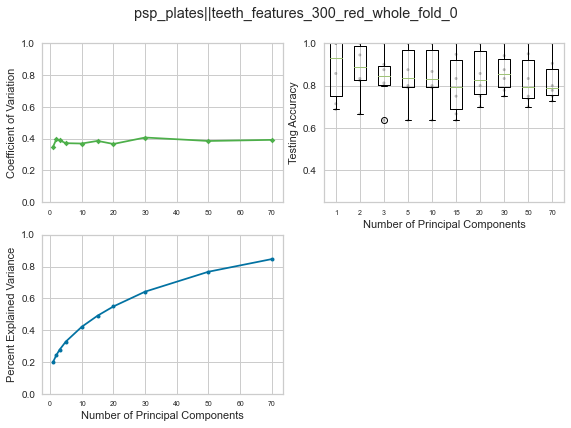 psp_plates||teeth_features_300_red_whole_fold_0
Coefficient of Variation
1.0
0.8
0.6
0.4
0.2
0.0
0 10 20 30 40 50 60 70
Testing Accuracy
1.0
0.8
0.6
0.4
1 2 3 5 10 15 20 30 50 70
Number of Principal Components
Percent Explained Variance
1.0
0.8
0.6
0.4
0.2
0.0
0 10 20 30 40 50 60 70
Number of Principal Components